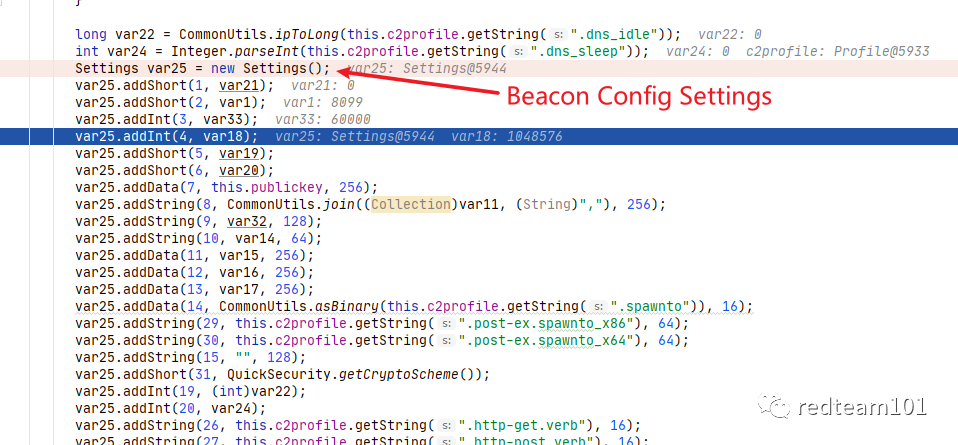 }
long var22 = CommonUtils.ipToLong(this.c2profile.getString( s: ".dns_idle")); var22: 0
int var24 = Integer.parseInt(this.c2profile.getString( s: ".dns_sleep")); var24: 0 c2profile: Profile@5933
Settings var25 = new Settings(); var25: Settings@5944
var25.addShort(1, var21); var21: 0
Beacon Config Settings
var25.addShort(2, var1); var1: 8099
var25.addInt(3, var33); var33: 60000
var25.addInt(4, var18); var25: Settings@5944 var18: 1048576
var25.addShort(5, var19);
var25.addShort(6, var20);
var25.addData(7, this.publickey, 256);
var25.addString(8, CommonUtils.join((Collection)var11, (String)","), 256);
var25.addString(9, var32, 128);
var25.addString(10, var14, 64);
var25.addData(11, var15, 256);
var25.addData(12, var16, 256);
var25.addData(13, var17, 256);
var25.addData(14, CommonUtils.asBinary(this.c2profile.getString( s: ".spawnto")), 16);
var25.addString(29, this.c2profile.getString( s: ".post-ex.spawnto_x86"), 64);
var25.addString(30, this.c2profile.getString( s: ".post-ex.spawnto_x64"), 64);
var25.addString(15, "", 128);
var25.addShort(31, QuickSecurity.getCryptoScheme());
var25.addInt(19, (int)var22);
var25.addInt(20, var24);
redteam101
var25.addString(26, this.c2profile.getString( s: ".http-get.verb"), 16);
var25.addString(27, this.c2profile.getString( s: ".http-post.verb"), 16);